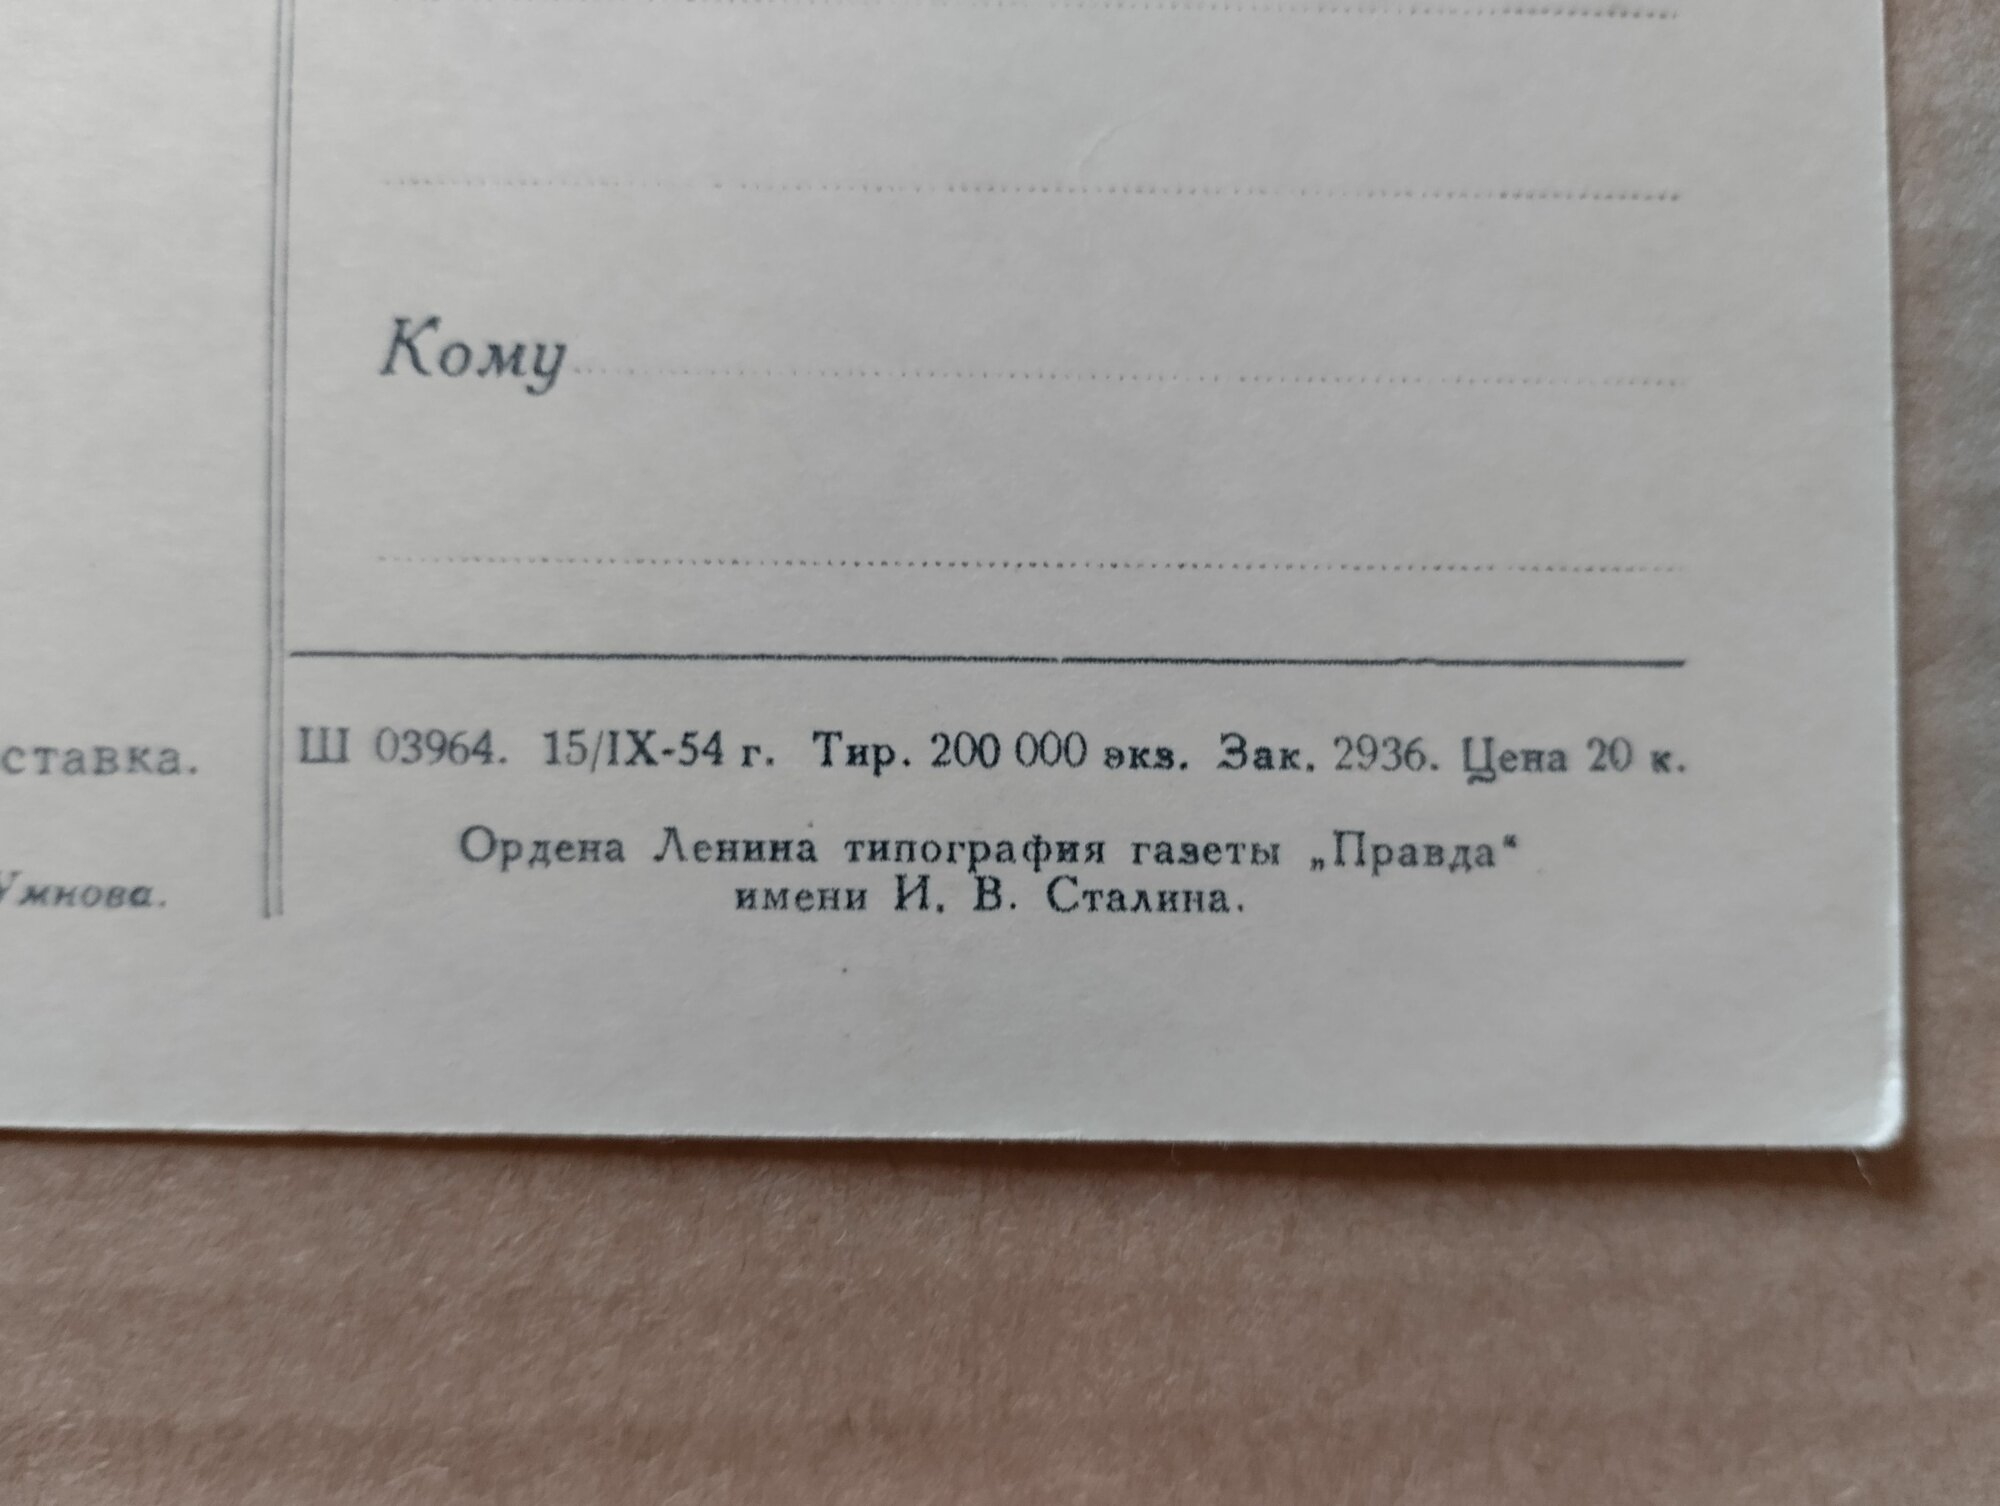 Кому
ставка.
Умнова.
Ш 03964. 15/IX-54 г. Тир. 200 000 экз. Зак. 2936. Цена 20 к.
Ордена Ленина типография газеты „Правда“
имени И. В. Сталина.